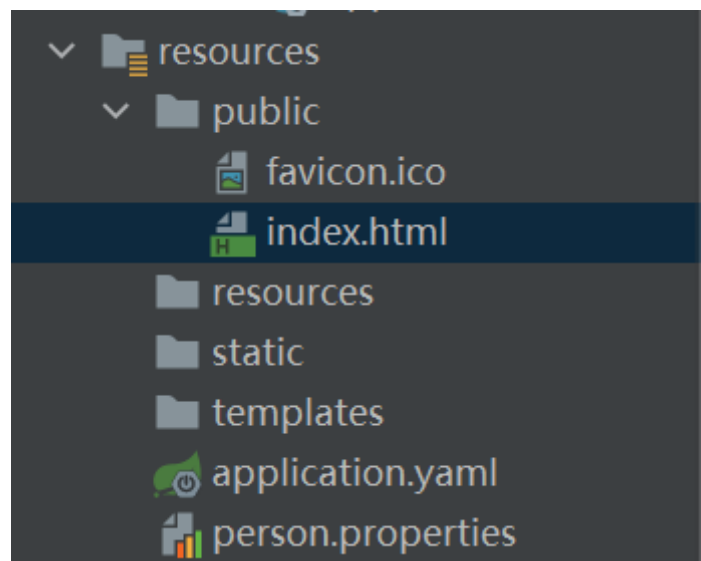 resources
public
favicon.ico
index.html
resources
static
templates
application.yaml
person.properties